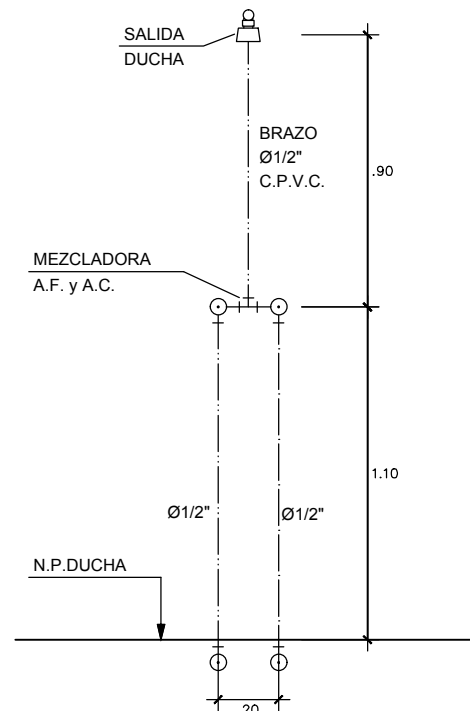 SALIDA
DUCHA
BRAZO
Ø1/2"
C.P.V.C.
.90
MEZCLADORA
A.F. y A.C.
1.10
Ø1/2"
Ø1/2"
N.P.DUCHA
.20